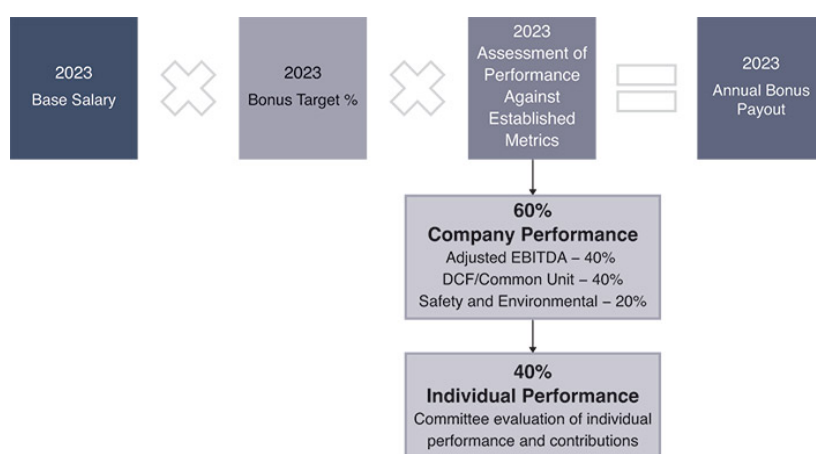 2023
Base Salary
2023
Bonus Target %
2023
Assessment of
Performance
Against
Established
Metrics
2023
Annual Bonus
Payout
60%
Company Performance
Adjusted EBITDA – 40%
DCF/Common Unit – 40%
Safety and Environmental – 20%
40%
Individual Performance
Committee evaluation of individual
performance and contributions